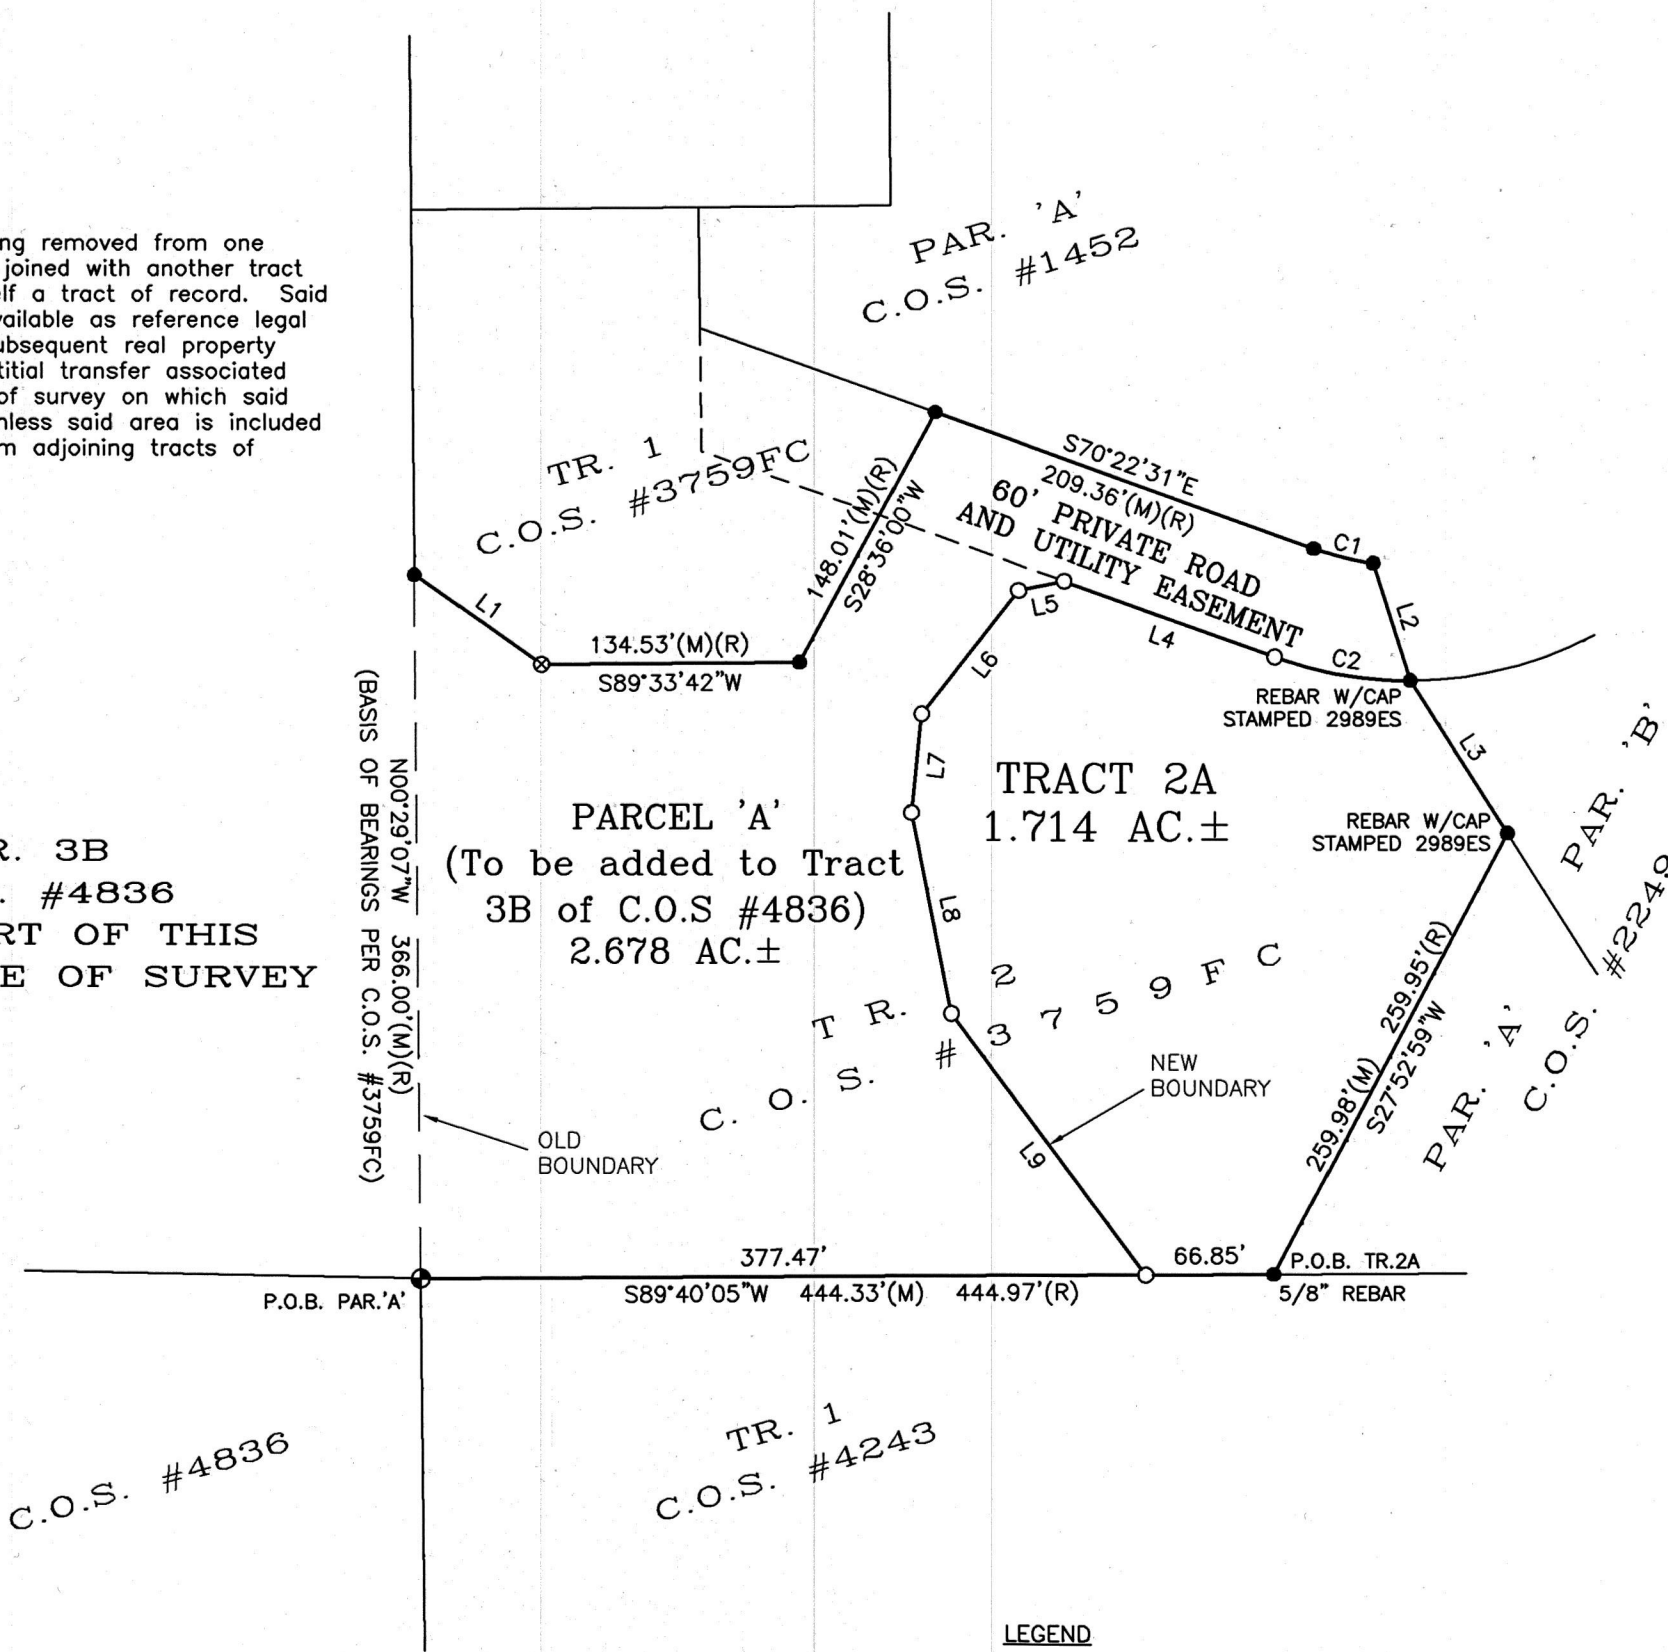 ng removed from one
joined with another tract
lf a tract of record. Said
vailable as reference legal
ubsequent real property
titial transfer associated
of survey on which said
nless said area is included
m adjoining tracts of
PAR. 'A'
C.O.S. #1452
TR. 1
C.O.S. #3759FC
S70°22'31"E
209.36'(M)(R)
60' PRIVATE ROAD
AND UTILITY EASEMENT
C1
L2
148.01'(M)(R)
S28°36'00"W
L1
134.53'(M)(R)
S89°33'42"W
L5
L4
C2
L6
REBAR W/CAP
STAMPED 2989ES
L3
L7
TRACT 2A
1.714 AC.±
REBAR W/CAP
STAMPED 2989ES
PAR. 'B'
PAR. 'A'
C.O.S. #2249
N00°29'07"W 366.00'(M)(R)
(BASIS OF BEARINGS PER C.O.S. #3759FC)
PARCEL 'A'
(To be added to Tract
3B of C.O.S #4836)
2.678 AC.±
R. 3B
. #4836
RT OF THIS
E OF SURVEY
L8
TR. 2
C. O. S. # 3 7 5 9 F C
259.98'(M) 259.95'(R)
S27°52'59"W
NEW
BOUNDARY
OLD
BOUNDARY
L9
377.47'
66.85'
P.O.B. TR.2A
P.O.B. PAR.'A'
S89°40'05"W 444.33'(M) 444.97'(R)
5/8" REBAR
C.O.S. #4836
TR. 1
C.O.S. #4243
LEGEND